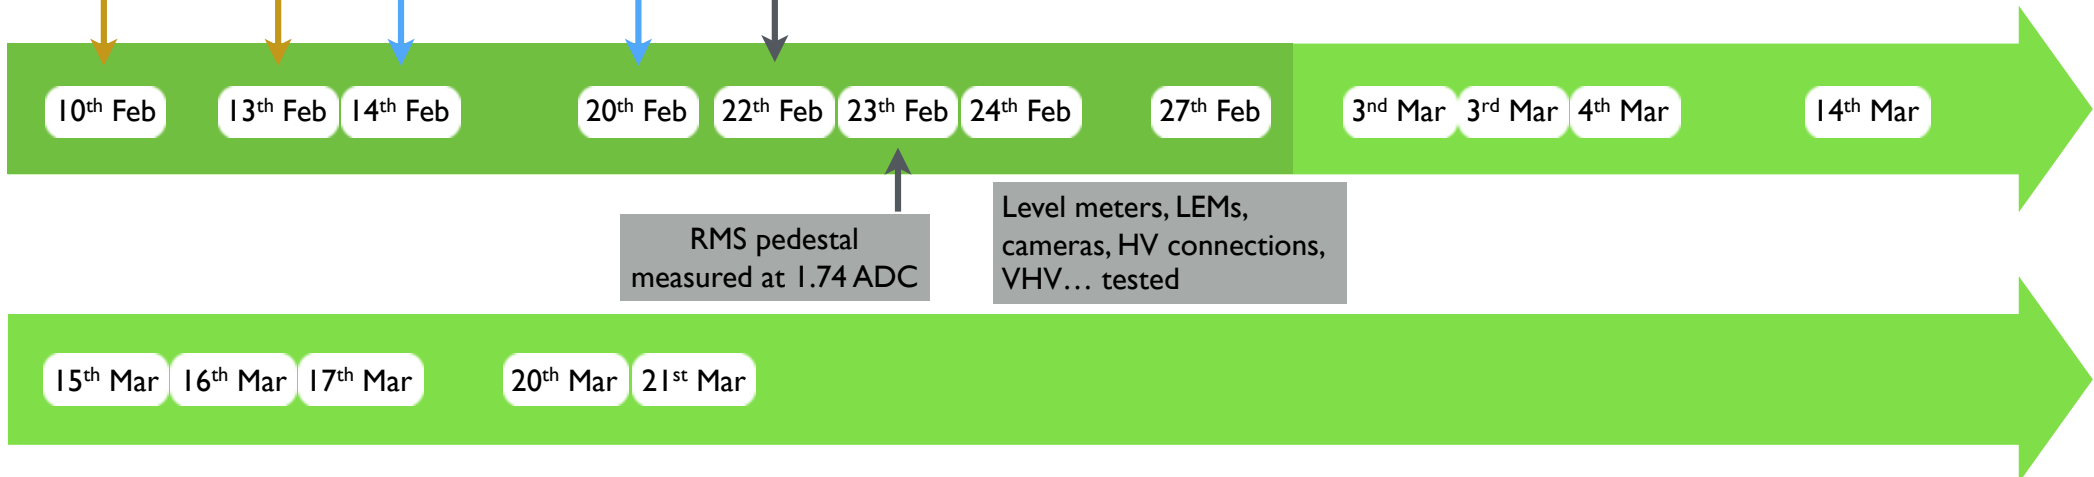 10th Feb 13th Feb 14th Feb 20th Feb 22th Feb 23th Feb 24th Feb 27th Feb 3nd Mar 3rd Mar 4th Mar 14th Mar
RMS pedestal
measured at 1.74 ADC
Level meters, LEMs,
cameras, HV connections,
VHV… tested
15th Mar 16th Mar 17th Mar 20th Mar 21st Mar